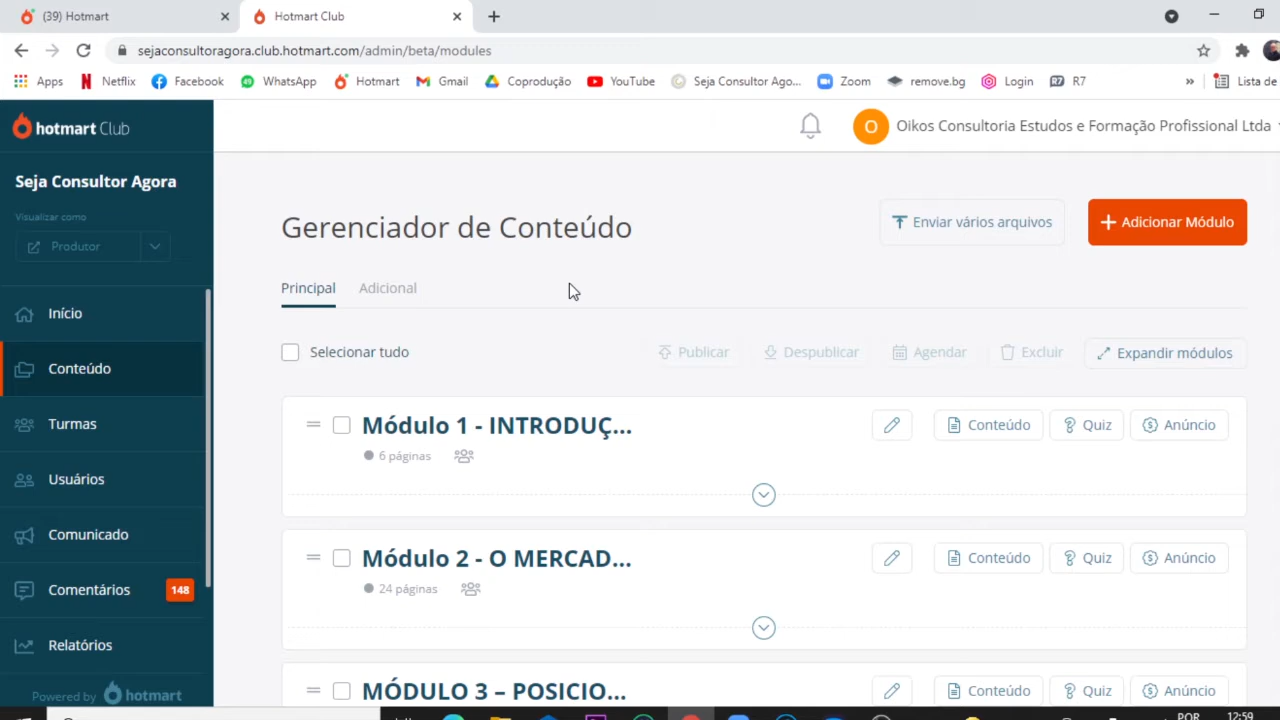 (39) Hotmart
Hotmart Club
sejaconsultoragora.club.hotmart.com/admin/beta/modules
Apps
Netflix
Facebook
WhatsApp
Hotmart
Gmail
Coprodução
YouTube
Seja Consultor Ago...
Zoom
remove.bg
Login
R7
»
Lista de
hotmart Club
O
Oikos Consultoria Estudos e Formação Profissional Ltda
Seja Consultor Agora
Visualizar como
Produtor
Início
Conteúdo
Turmas
Usuários
Comunicado
Comentários 148
Relatórios
Powered by hotmart
Gerenciador de Conteúdo
Enviar vários arquivos
+ Adicionar Módulo
Principal
Adicional
Selecionar tudo
Publicar
Despublicar
Agendar
Excluir
Expandir módulos
Módulo 1 - INTRODUÇ...
Conteúdo
Quiz
Anúncio
6 páginas
Módulo 2 - O MERCAD...
Conteúdo
Quiz
Anúncio
24 páginas
MÓDULO 3 – POSICIO...
Conteúdo
Quiz
Anúncio
POR
12:59